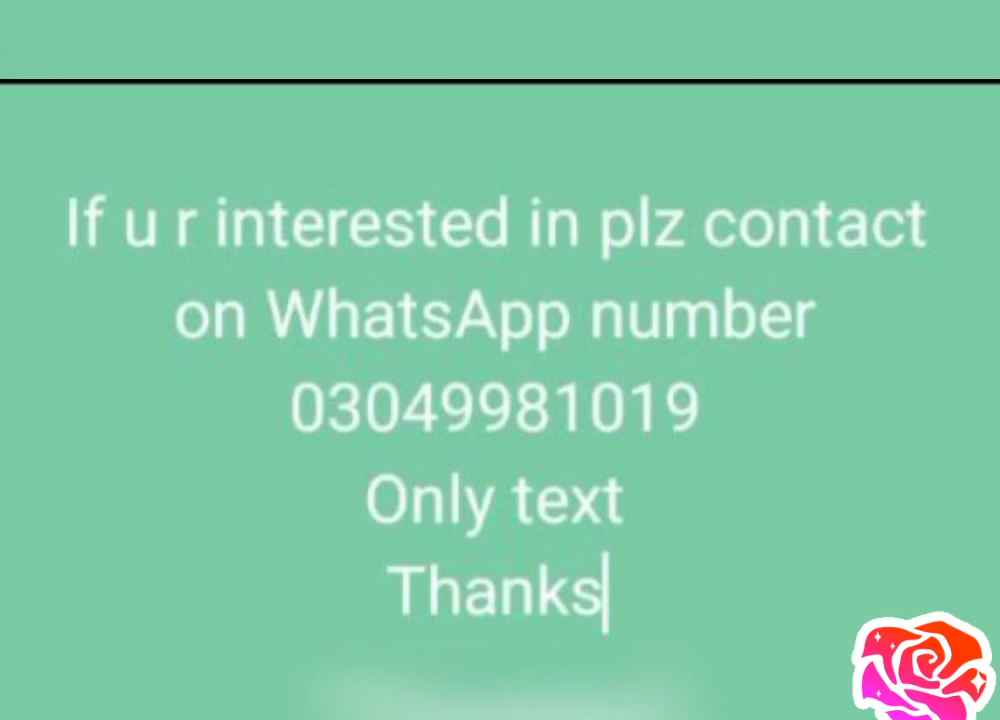 If u r interested in plz contact
on WhatsApp number
03049981019
Only text
Thanks